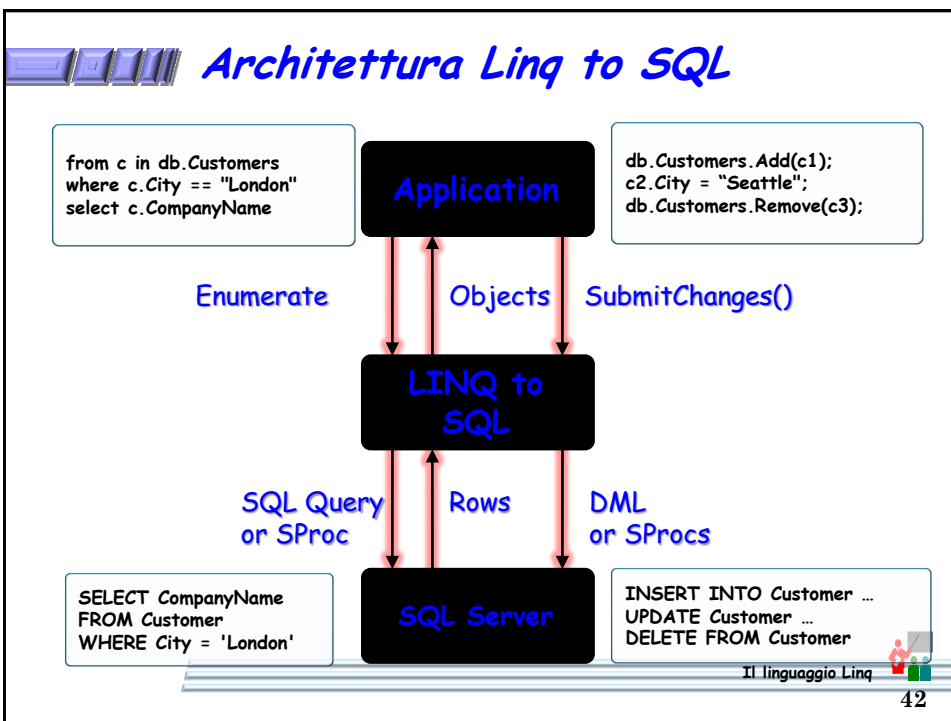 Architettura Linq to SQL
from c in db.Customers
where c.City == "London"
select c.CompanyName
Application
db.Customers.Add(c1);
c2.City = “Seattle";
db.Customers.Remove(c3);
Enumerate
Objects
SubmitChanges()
LINQ to
SQL
SQL Query
or SProc
Rows
DML
or SProcs
SELECT CompanyName
FROM Customer
WHERE City = 'London'
SQL Server
INSERT INTO Customer …
UPDATE Customer …
DELETE FROM Customer
Il linguaggio Linq
42